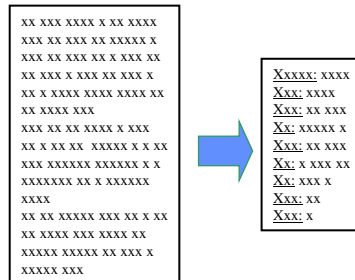 xx xxx xxxx x xx xxxx
xxx xx xxx xx xxxxx x
xxx xx xxx xx x xxx xx
xx xxx x xxx xx xxx x
xx x xxxx xxxx xxxx xx
xx xxxx xxx
xxx xx xx xxxx x xxx
xx x xx xx xxxxx x x xx
xxx xxxxxx xxxxxx x x
xxxxxxx xx x xxxxxx
xxxx
xx xx xxxxx xxx xx x xx
xx xxxx xxx xxxx xx
xxxxx xxxxx xx xxx x
xxxxx xxx
Xxxxx: xxxx
Xxx: xxxx
Xxx: xx xxx
Xx: xxxxx x
Xxx: xx xxx
Xx: x xxx xx
Xx: xxx x
Xxx: xx
Xxx: x